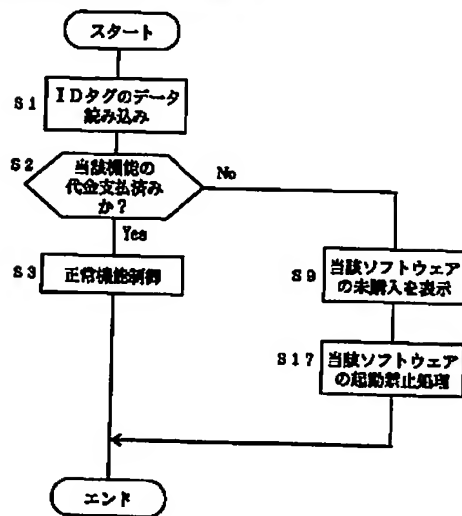 スタート
S1
IDタグのデータ
読み込み
S2
当該機能の
代金支払済み
か？
No
Yes
S3
正常機能制御
S9
当該ソフトウェア
の未購入を表示
S17
当該ソフトウェア
の起動禁止処理
エンド